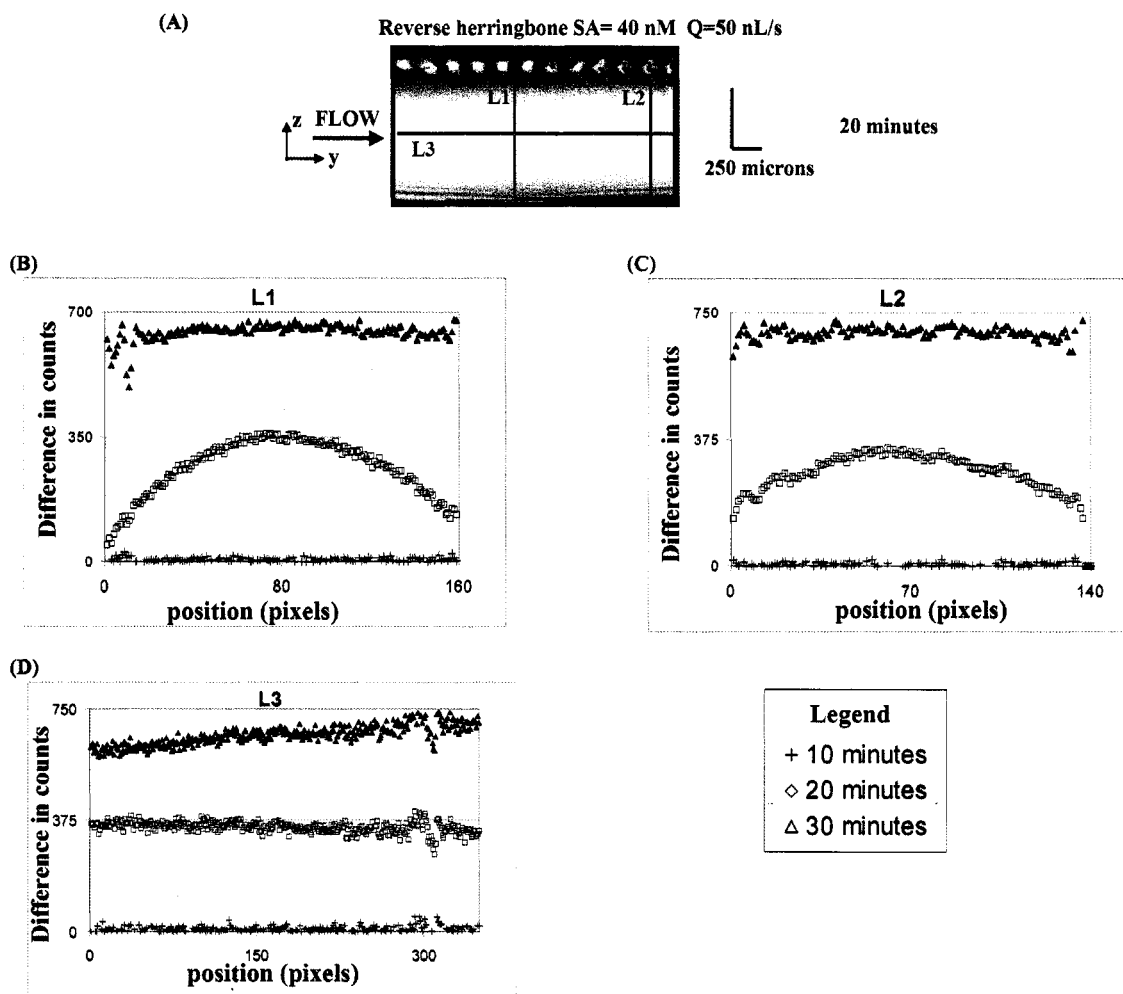 (A)
Reverse herringbone SA= 40 nM Q=50 nL/s
L1
L2
z
FLOW
y
L3
20 minutes
250 microns
(B)
L1
Difference in counts
700
350
0
0
80
160
position (pixels)
(C)
L2
Difference in counts
750
375
0
0
70
140
position (pixels)
(D)
L3
Difference in counts
750
375
0
0
150
300
position (pixels)
Legend
+ 10 minutes
◇ 20 minutes
△ 30 minutes